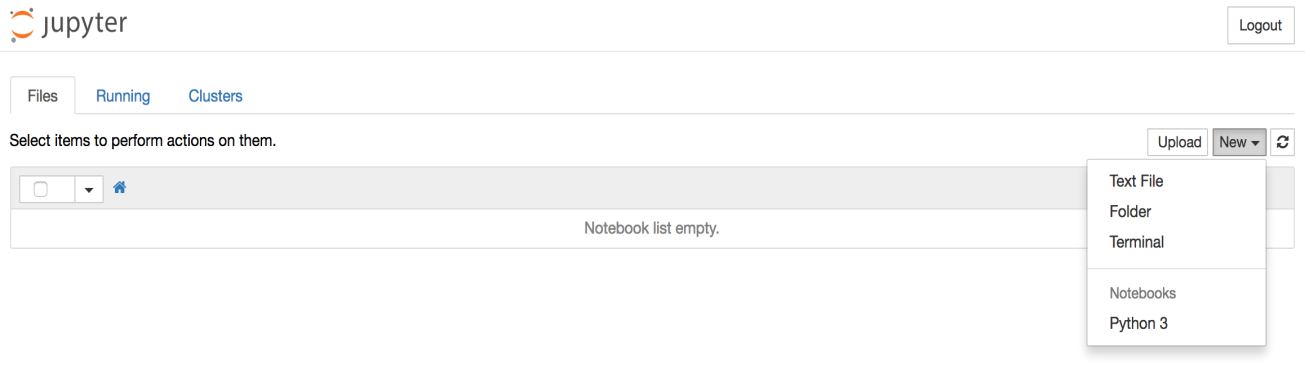 jupyter
Logout
Files Running Clusters
Select items to perform actions on them.
Upload New
Notebook list empty.
Text File
Folder
Terminal
Notebooks
Python 3